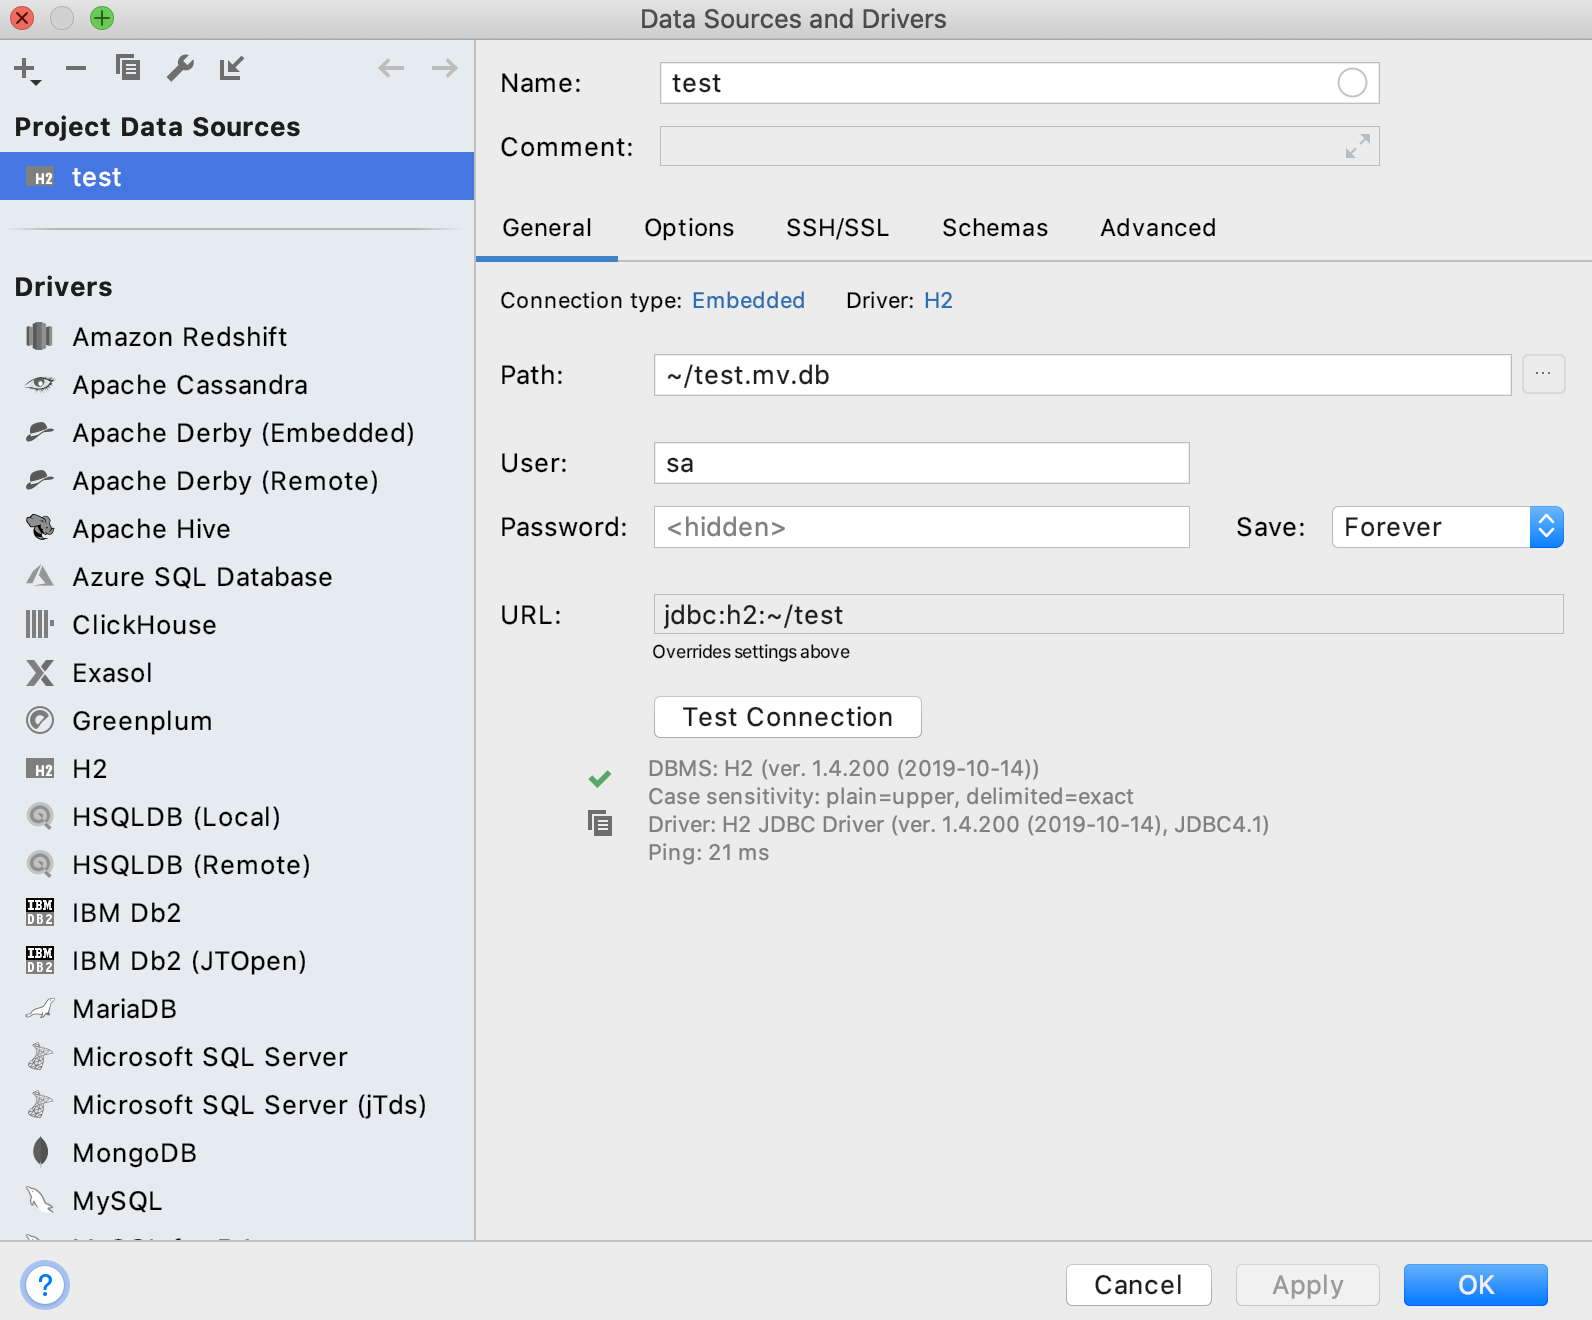 Data Sources and Drivers
Project Data Sources
H2 test
Drivers
Amazon Redshift
Apache Cassandra
Apache Derby (Embedded)
Apache Derby (Remote)
Apache Hive
Azure SQL Database
ClickHouse
Exasol
Greenplum
H2 H2
HSQLDB (Local)
HSQLDB (Remote)
IBM DB2 IBM Db2
IBM DB2 IBM Db2 (JTOpen)
MariaDB
Microsoft SQL Server
Microsoft SQL Server (jTds)
MongoDB
MySQL
Name: test
Comment:
General Options SSH/SSL Schemas Advanced
Connection type: Embedded Driver: H2
Path: ~/test.mv.db ...
User: sa
Password: <hidden> Save: Forever
URL: jdbc:h2:~/test
Overrides settings above
Test Connection
DBMS: H2 (ver. 1.4.200 (2019-10-14))
Case sensitivity: plain=upper, delimited=exact
Driver: H2 JDBC Driver (ver. 1.4.200 (2019-10-14), JDBC4.1)
Ping: 21 ms
? Cancel Apply OK